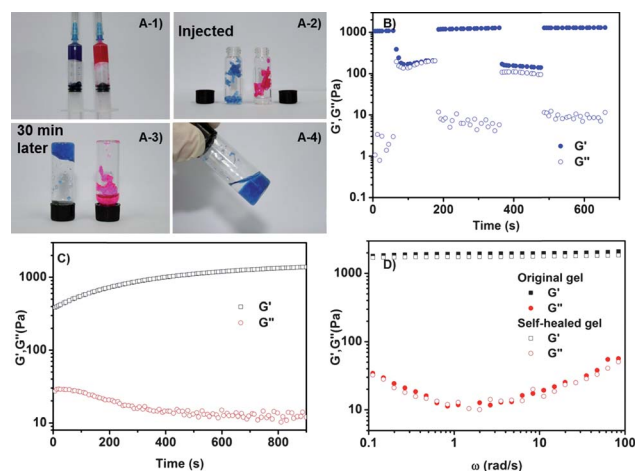 A-1)
A-2)
Injected
30 min
later
A-3)
A-4)
B)
G',G''(Pa)
1000
100
10
1
0.1
G'
G''
0 200 400 600
Time (s)
C)
G',G''(Pa)
1000
100
10
G'
G''
0 200 400 600 800
Time (s)
D)
G',G''(Pa)
1000
100
10
Original gel
G'
G''
Self-healed gel
G'
G''
0.1 1 10 100
ω (rad/s)